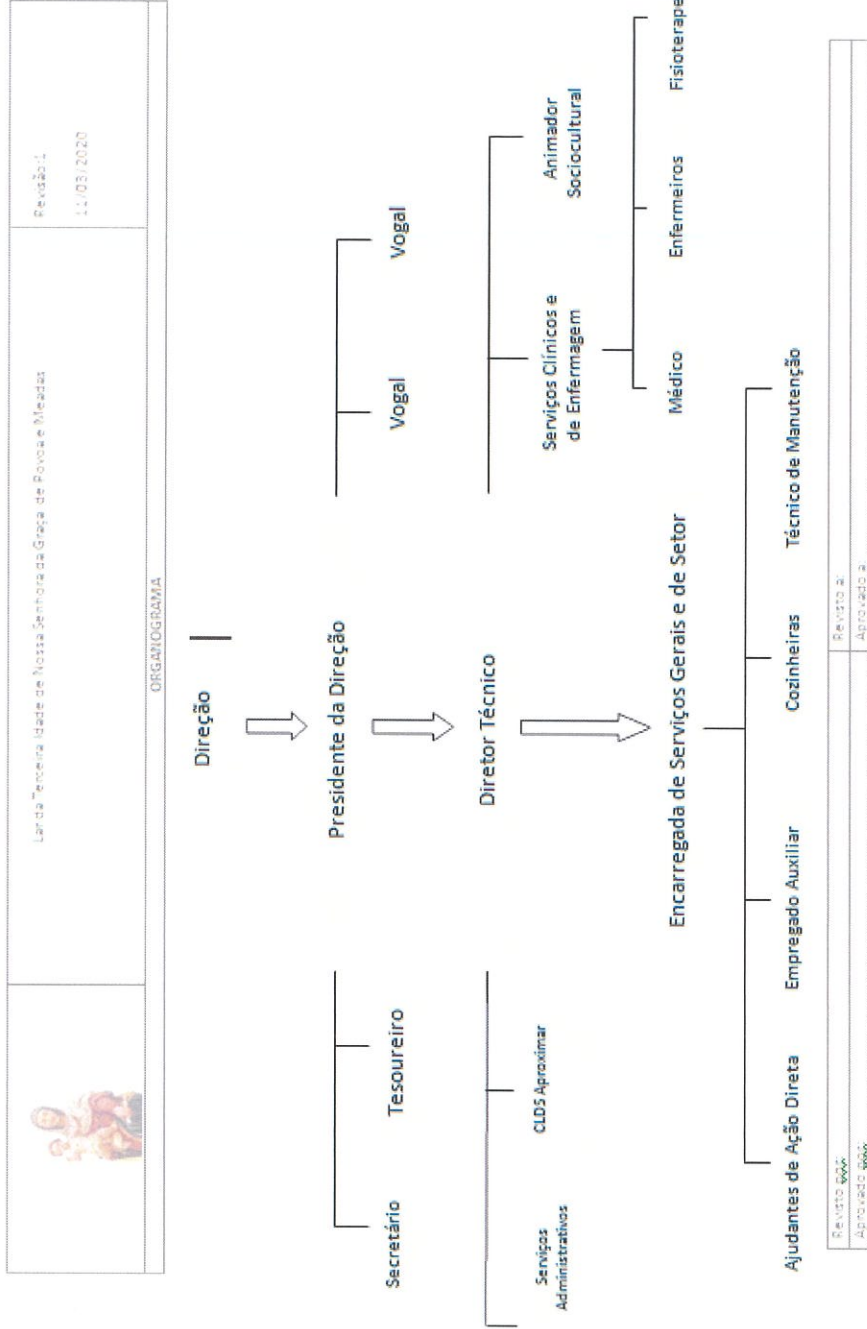 Lar da Terceira Idade de Nossa Senhora da Graça de Povoa e Meadas
Revisão:1
11/03/2020
ORGANOGRAMA
Direção
Presidente da Direção
Secretário
Tesoureiro
Vogal
Vogal
Diretor Técnico
Serviços
Administrativos
CLDS Aproximar
Serviços Clínicos e
de Enfermagem
Animador
Sociocultural
Médico
Enfermeiros
Fisioterape
Encarregada de Serviços Gerais e de Setor
Ajudantes de Ação Direta
Empregado Auxiliar
Cozinheiras
Técnico de Manutenção
Revisto por:
Revisto a:
Aprovado por:
Aprovado a: